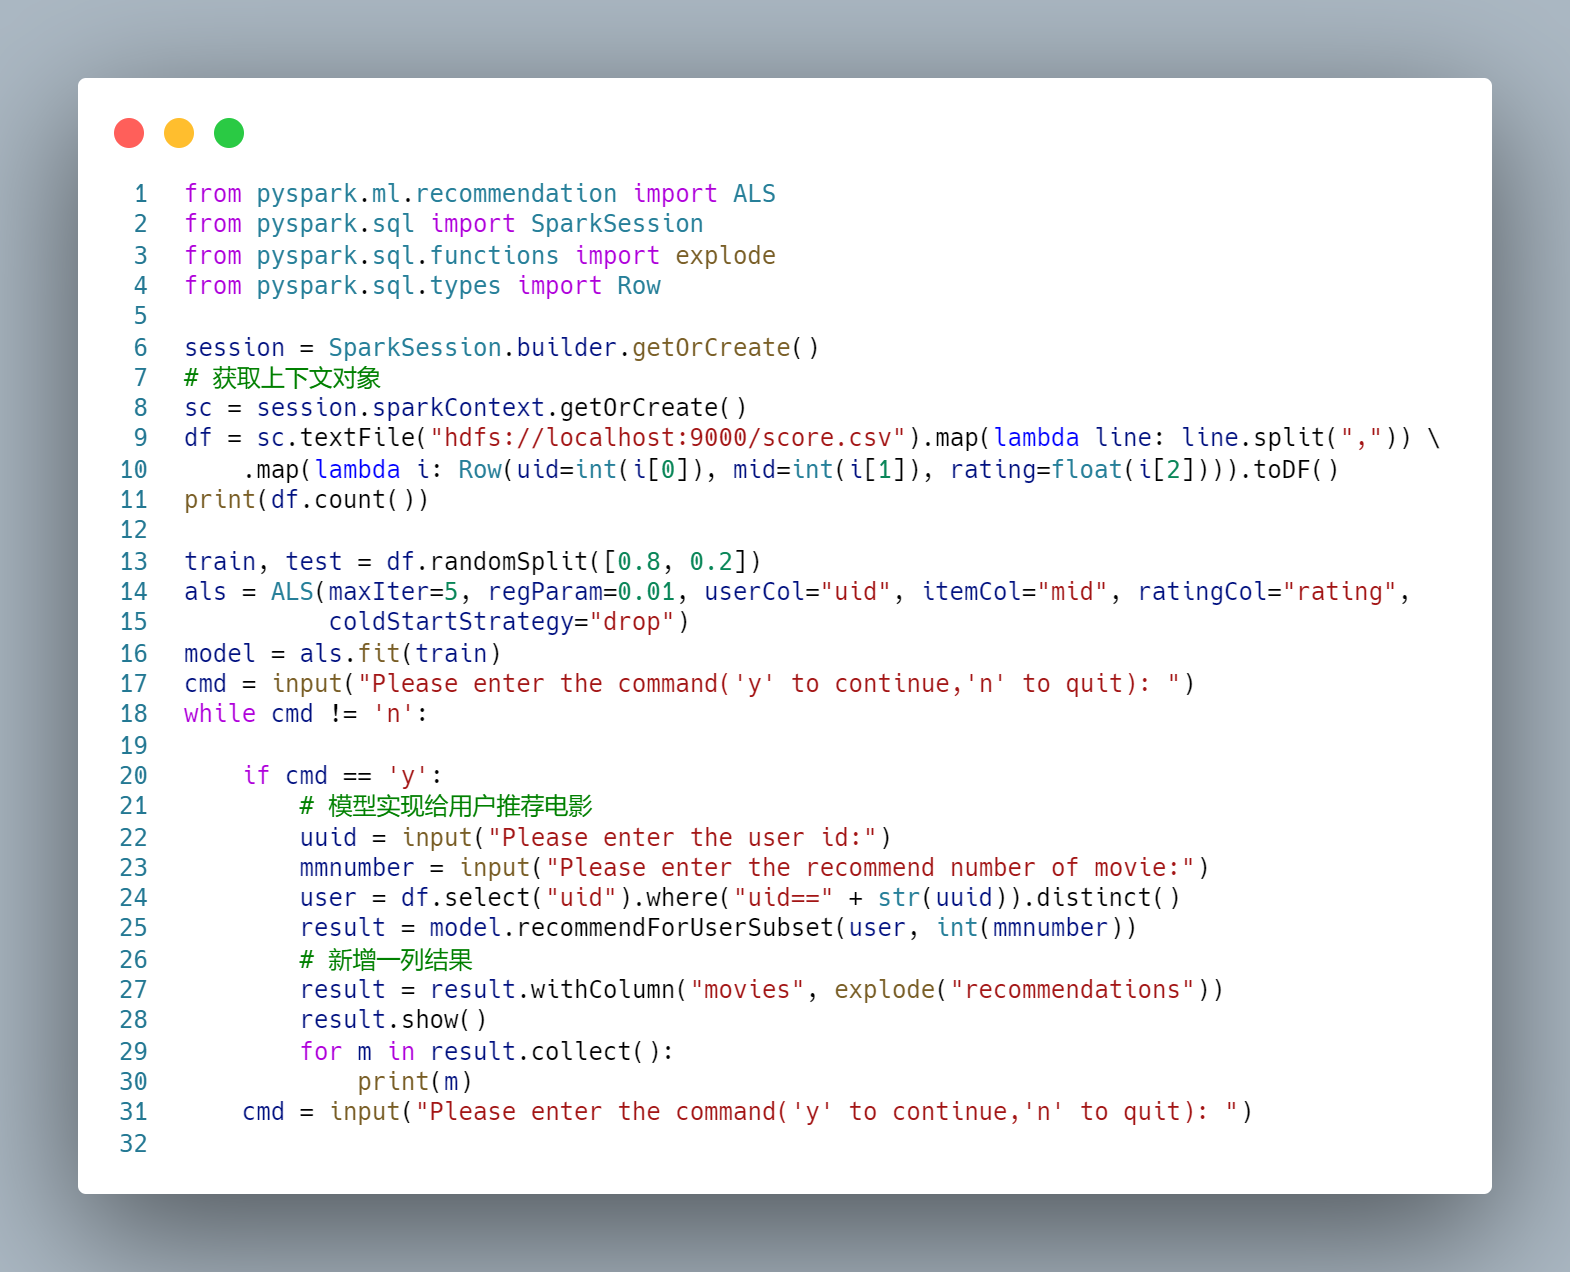 1 from pyspark.ml.recommendation import ALS
2 from pyspark.sql import SparkSession
3 from pyspark.sql.functions import explode
4 from pyspark.sql.types import Row
5
6 session = SparkSession.builder.getOrCreate()
7 # 获取上下文对象
8 sc = session.sparkContext.getOrCreate()
9 df = sc.textFile("hdfs://localhost:9000/score.csv").map(lambda line: line.split(",")) \
10     .map(lambda i: Row(uid=int(i[0]), mid=int(i[1]), rating=float(i[2]))).toDF()
11 print(df.count())
12
13 train, test = df.randomSplit([0.8, 0.2])
14 als = ALS(maxIter=5, regParam=0.01, userCol="uid", itemCol="mid", ratingCol="rating",
15           coldStartStrategy="drop")
16 model = als.fit(train)
17 cmd = input("Please enter the command('y' to continue,'n' to quit): ")
18 while cmd != 'n':
19
20     if cmd == 'y':
21         # 模型实现给用户推荐电影
22         uuid = input("Please enter the user id:")
23         mmnumber = input("Please enter the recommend number of movie:")
24         user = df.select("uid").where("uid==" + str(uuid)).distinct()
25         result = model.recommendForUserSubset(user, int(mmnumber))
26         # 新增一列结果
27         result = result.withColumn("movies", explode("recommendations"))
28         result.show()
29         for m in result.collect():
30             print(m)
31     cmd = input("Please enter the command('y' to continue,'n' to quit): ")
32